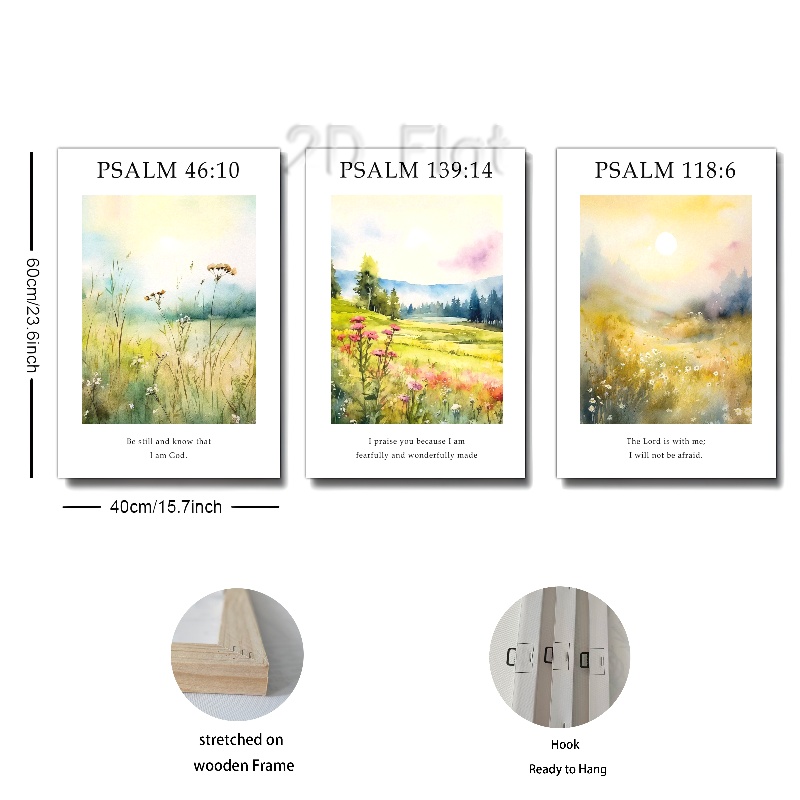 2D Flat
PSALM 46:10
PSALM 139:14
PSALM 118:6
60cm/23.6inch
Be still and know that
I am God.
I praise you because I am
fearfully and wonderfully made
The Lord is with me;
I will not be afraid.
40cm/15.7inch
stretched on
wooden Frame
Hook
Ready to Hang